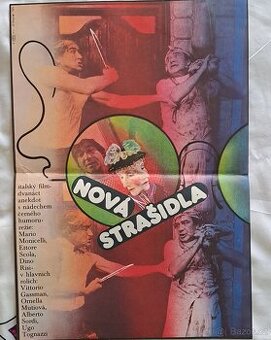 NOVÁ
STRAŠIDLA
italský film-
dvanáct
anekdot
s nádechem
černého
humoru
režie:
Mario
Monicelli,
Ettore
Scola,
Dino
Risi-
v hlavních
rolích:
Vittorio
Gassman,
Ornella
Mutiová,
Alberto
Sordi,
Ugo
Tognazzi